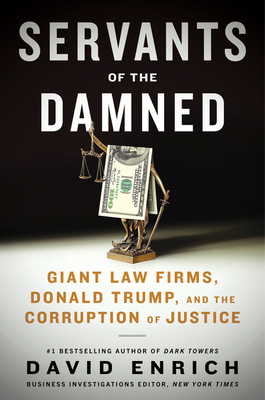 SERVANTS
OF THE
DAMNED
GIANT LAW FIRMS,
DONALD TRUMP, AND THE
CORRUPTION OF JUSTICE
#1 BESTSELLING AUTHOR OF DARK TOWERS
DAVID ENRICH
BUSINESS INVESTIGATIONS EDITOR, NEW YORK TIMES